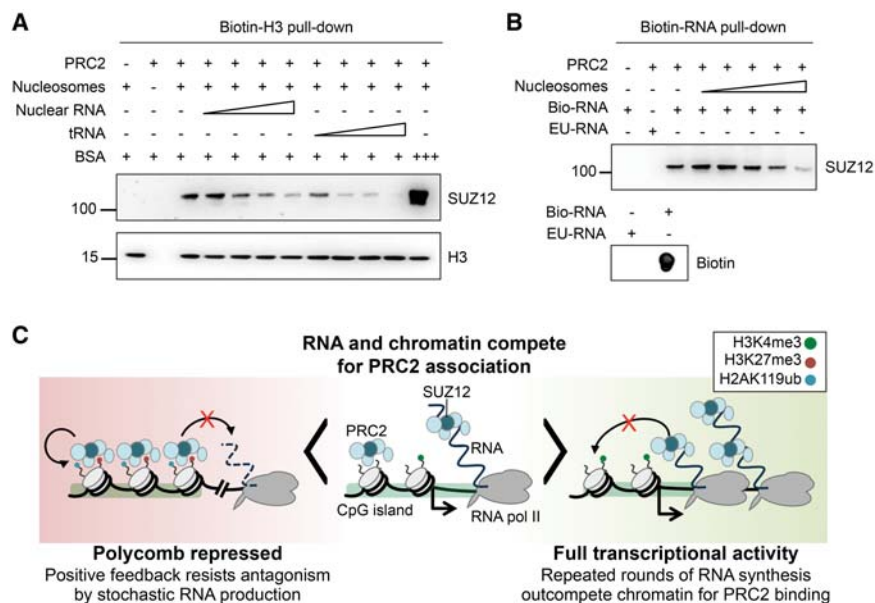 A
Biotin-H3 pull-down
PRC2 - + + + + + + + + + + +
Nucleosomes + - + + + + + + + + + +
Nuclear RNA - - - - - - - -
tRNA - - - - - - - -
BSA + + + + + + + + + + + +++
100
SUZ12
15
H3
B
Biotin-RNA pull-down
PRC2 - + + + + + + +
Nucleosomes - - -
Bio-RNA + - + + + + + +
EU-RNA - + - - - - - -
100
SUZ12
Bio-RNA - +
EU-RNA + -
Biotin
C
RNA and chromatin compete
for PRC2 association
H3K4me3
H3K27me3
H2AK119ub
SUZ12
PRC2
RNA
CpG island
RNA pol II
Polycomb repressed
Positive feedback resists antagonism
by stochastic RNA production
Full transcriptional activity
Repeated rounds of RNA synthesis
outcompete chromatin for PRC2 binding